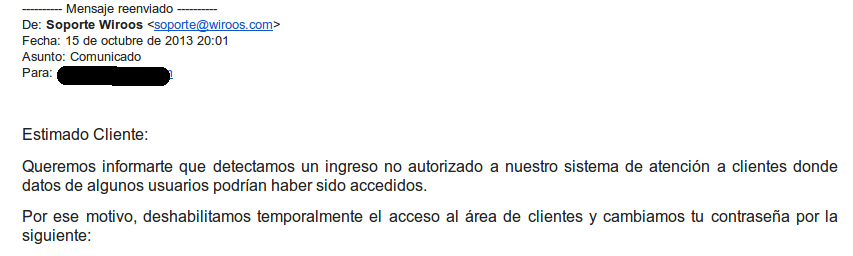 ---------- Mensaje reenviado ----------
De: Soporte Wiroos <soporte@wiroos.com>
Fecha: 15 de octubre de 2013 20:01
Asunto: Comunicado
Para:
Estimado Cliente:
Queremos informarte que detectamos un ingreso no autorizado a nuestro sistema de atención a clientes donde
datos de algunos usuarios podrían haber sido accedidos.
Por ese motivo, deshabilitamos temporalmente el acceso al área de clientes y cambiamos tu contraseña por la
siguiente: